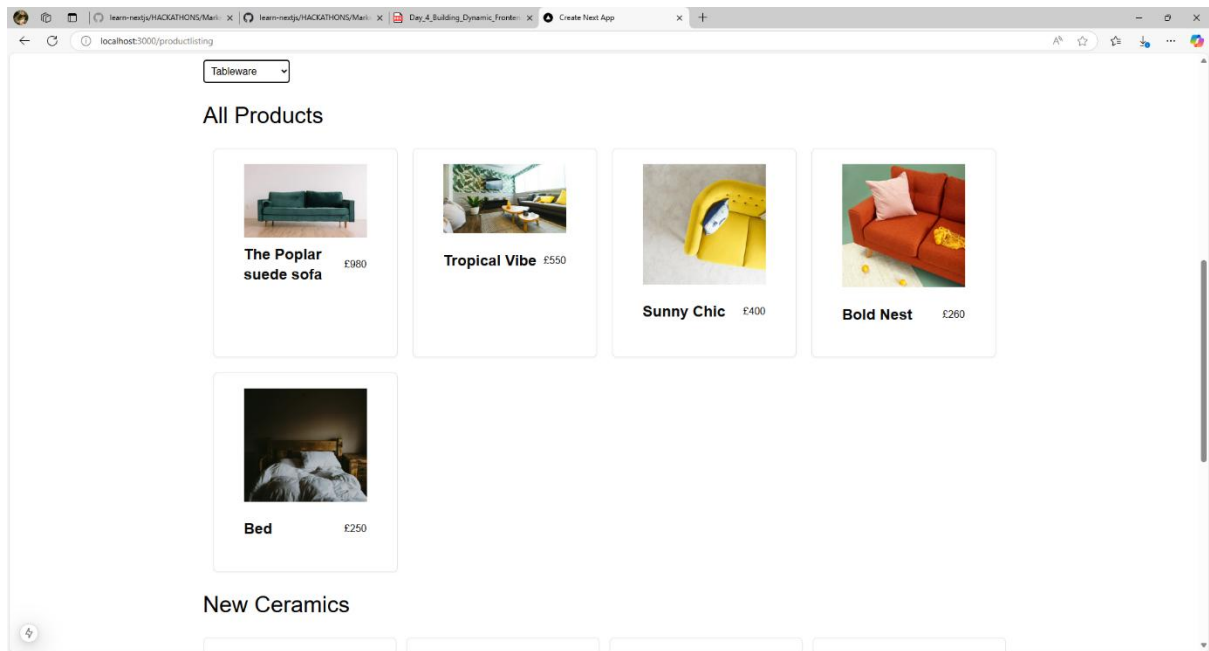 learn-nextjs/HACKATHONS/Mark
learn-nextjs/HACKATHONS/Mark
Day_4_Building_Dynamic_Fronten
Create Next App
localhost:3000/productlisting
Tableware
All Products
The Poplar
suede sofa
£980
Tropical Vibe £550
Sunny Chic £400
Bold Nest £260
Bed £250
New Ceramics